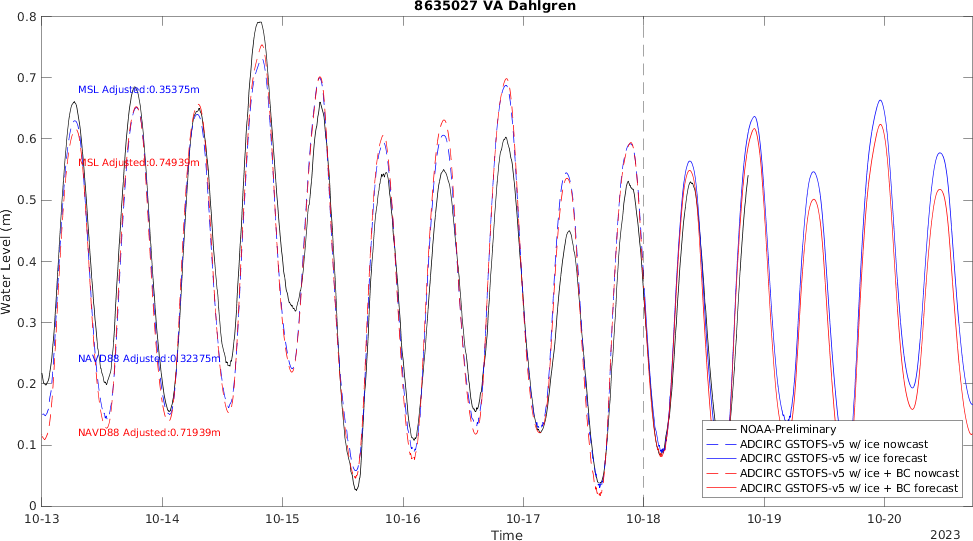 8635027 VA Dahlgren
0.8
0.7
0.6
0.5
0.4
0.3
0.2
0.1
0
Water Level (m)
MSL Adjusted:0.35375m
MSL Adjusted:0.74939m
NAVD88 Adjusted:0.32375m
NAVD88 Adjusted:0.71939m
NOAA-Preliminary
ADCIRC GSTOFS-v5 w/ ice nowcast
ADCIRC GSTOFS-v5 w/ ice forecast
ADCIRC GSTOFS-v5 w/ ice + BC nowcast
ADCIRC GSTOFS-v5 w/ ice + BC forecast
10-13 10-14 10-15 10-16 10-17 10-18 10-19 10-20
Time
2023